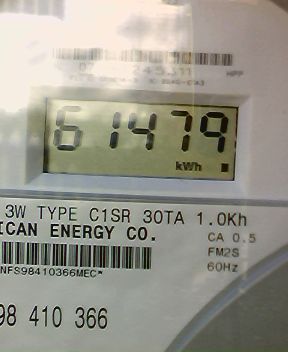 61479
kWh
3W TYPE C1SR 30TA 1.0Kh
ICAN ENERGY CO.
CA 0.5
FM2S
60Hz
NFS98410366MEC*
98 410 366